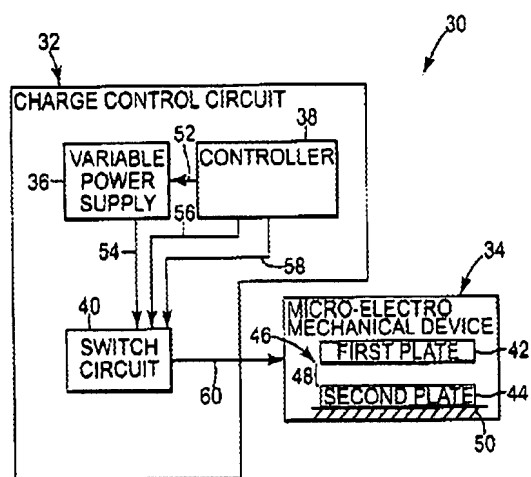 32
30
CHARGE CONTROL CIRCUIT
38
52
VARIABLE
POWER
SUPPLY
CONTROLLER
36
56
54
58
34
40
SWITCH
CIRCUIT
60
MICRO-ELECTRO
MECHANICAL DEVICE
46
FIRST PLATE
42
48
SECOND PLATE
44
50